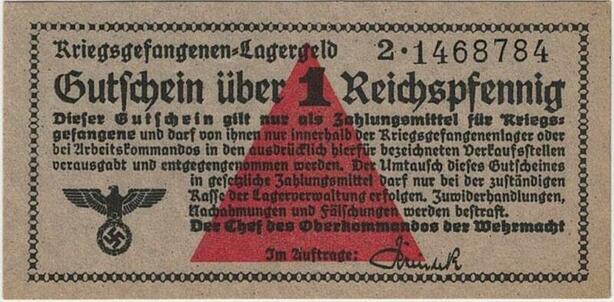 Kriegsgefangenen-Lagergeld 2·1468784
Gutschein über 1 Reichspfennig
Dieser Gutschein gilt nur als Zahlungsmittel für Kriegs-
gefangene und darf von ihnen nur innerhalb der Kriegsgefangenenlager oder
bei Arbeitskommandos in den ausdrücklich hierfür bezeichneten Verkaufsstellen
verausgabt und entgegengenommen werden. Der Umtausch dieses Gutscheines
in gesetzliche Zahlungsmittel darf nur bei der zuständigen
Kasse der Lagerverwaltung erfolgen. Zuwiderhandlungen,
Nachahmungen und Fälschungen werden bestraft.
Der Chef des Oberkommandos der Wehrmacht
Im Auftrage: